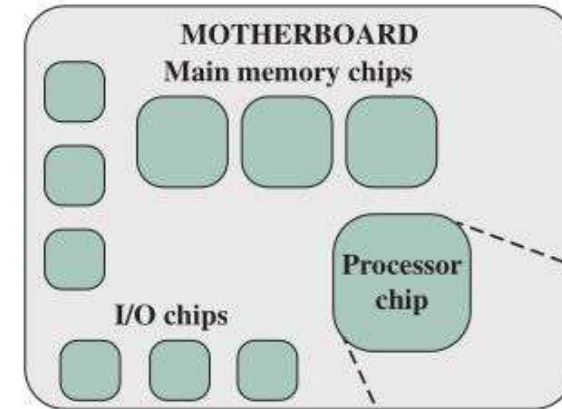 MOTHERBOARD
Main memory chips
Processor
chip
I/O chips